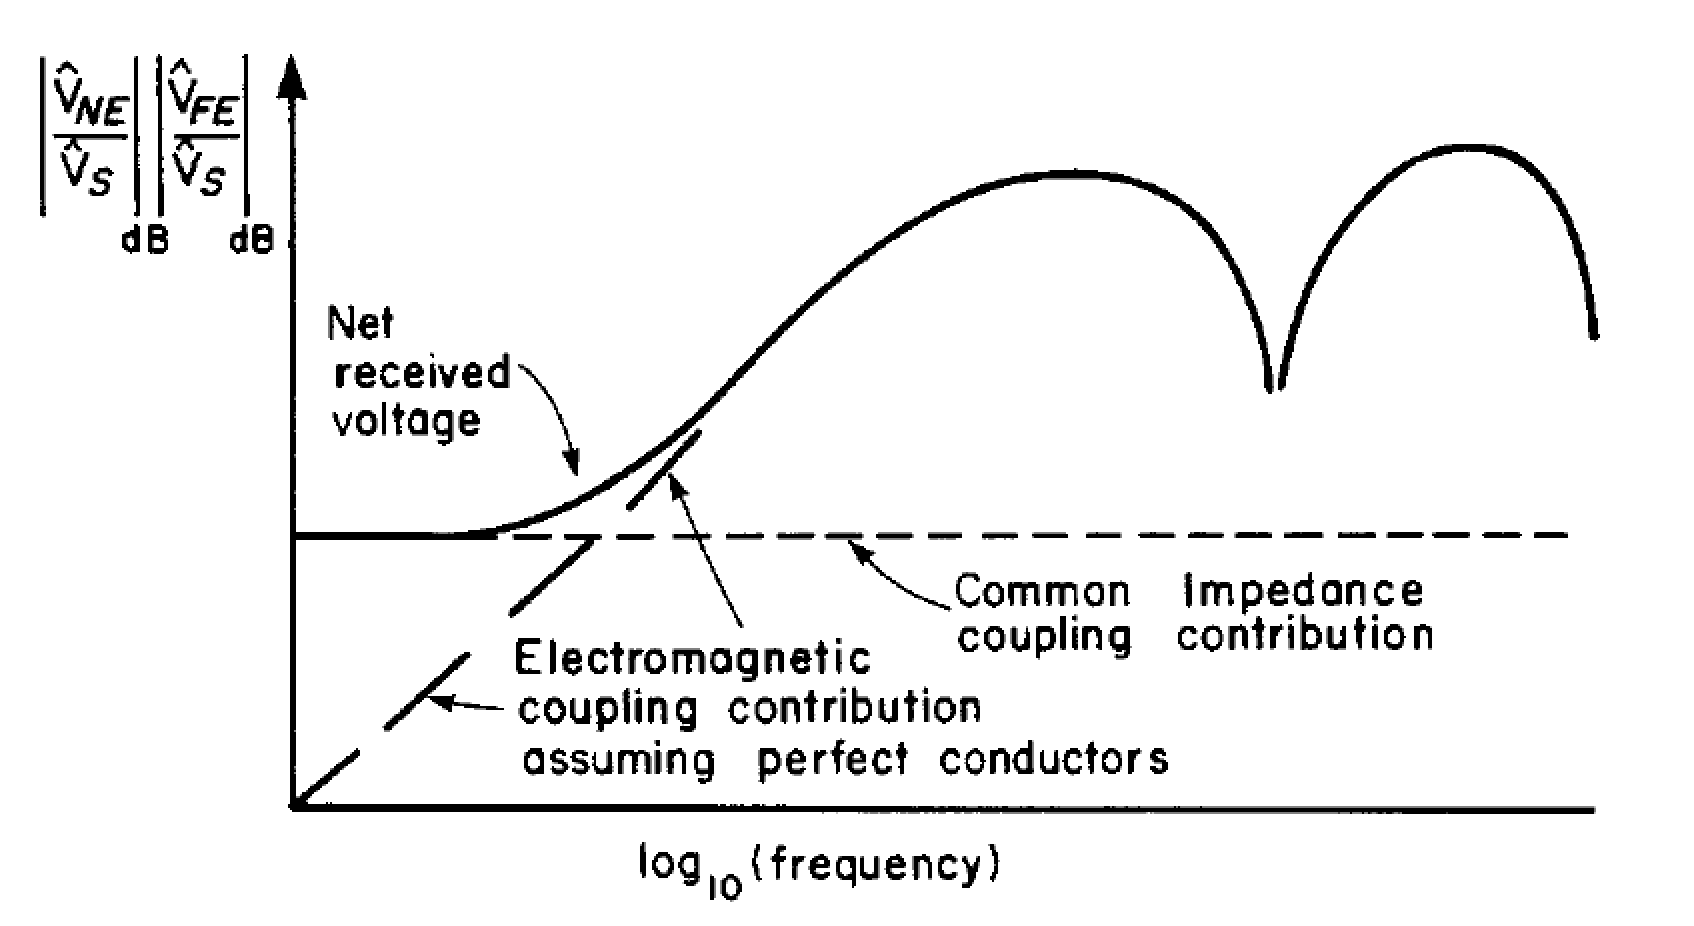 V̂NE V̂FE
V̂S V̂S
dB dB
Net
received
voltage
Common Impedance
coupling contribution
Electromagnetic
coupling contribution
assuming perfect conductors
log10 (frequency)